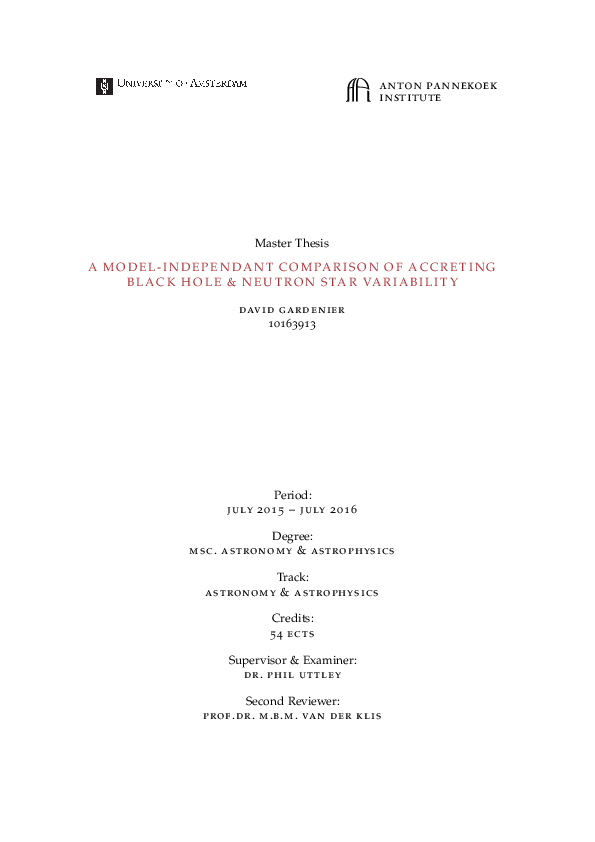 UNIVERSITY OF AMSTERDAM
ANTON PANNEKOEK
INSTITUTE
Master Thesis
A MODEL-INDEPENDANT COMPARISON OF ACCRETING
BLACK HOLE & NEUTRON STAR VARIABILITY
DAVID GARDENIER
10163913
Period:
JULY 2015 – JULY 2016
Degree:
MSC. ASTRONOMY & ASTROPHYSICS
Track:
ASTRONOMY & ASTROPHYSICS
Credits:
54 ECTS
Supervisor & Examiner:
DR. PHIL UTTLEY
Second Reviewer:
PROF.DR. M.B.M. VAN DER KLIS